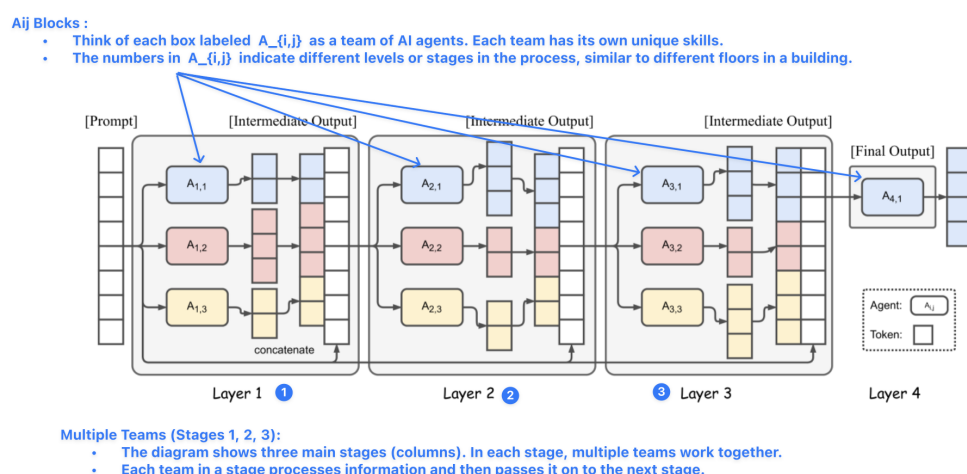 Aij Blocks :
• Think of each box labeled A_{i,j} as a team of AI agents. Each team has its own unique skills.
• The numbers in A_{i,j} indicate different levels or stages in the process, similar to different floors in a building.
[Prompt] [Intermediate Output] [Intermediate Output] [Intermediate Output]
[Final Output]
A1,1 A2,1 A3,1 A4,1
A1,2 A2,2 A3,2
A1,3 A2,3 A3,3
Agent: Ai,j
Token:
concatenate
Layer 1 1 Layer 2 2 3 Layer 3 Layer 4
Multiple Teams (Stages 1, 2, 3):
• The diagram shows three main stages (columns). In each stage, multiple teams work together.
• Each team in a stage processes information and then passes it on to the next stage.